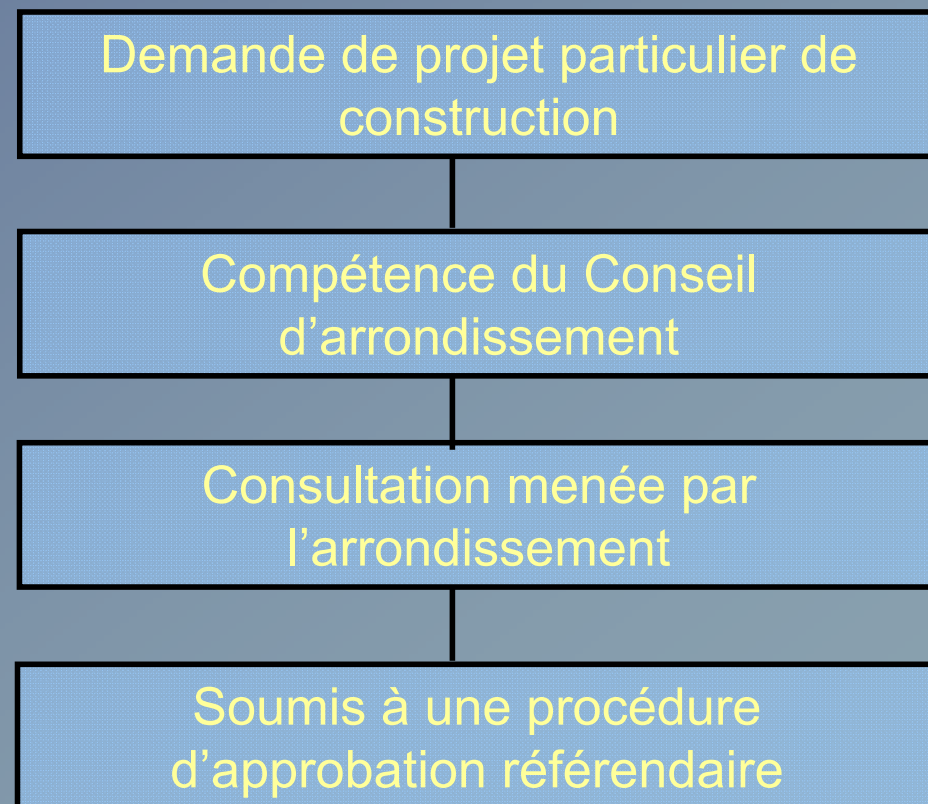 Demande de projet particulier de
construction
Compétence du Conseil
d’arrondissement
Consultation menée par
l’arrondissement
Soumis à une procédure
d’approbation référendaire